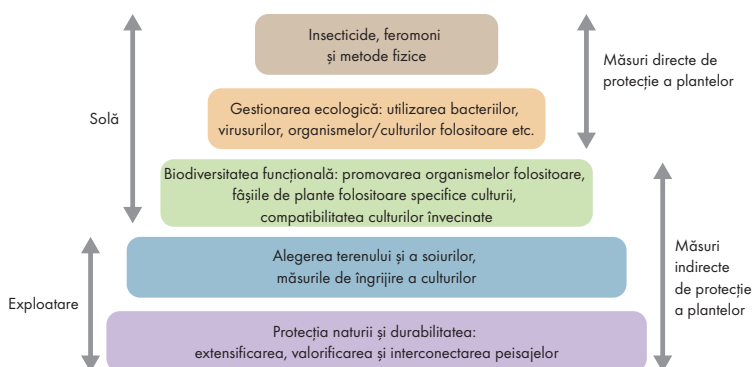 Insecticide, feromoni
și metode fizice
Măsuri directe de
protecție a plantelor
Solă
Gestionarea ecologică: utilizarea bacteriilor,
virusurilor, organismelor/culturilor folositoare etc.
Biodiversitatea funcțională: promovarea organismelor folositoare,
fâșiile de plante folositoare specifice culturii,
compatibilitatea culturilor învecinate
Alegerea terenului și a soiurilor,
măsurile de îngrijire a culturilor
Măsuri
indirecte
de protecție
a plantelor
Exploatare
Protecția naturii și durabilitatea:
extensificarea, valorificarea și interconectarea peisajelor